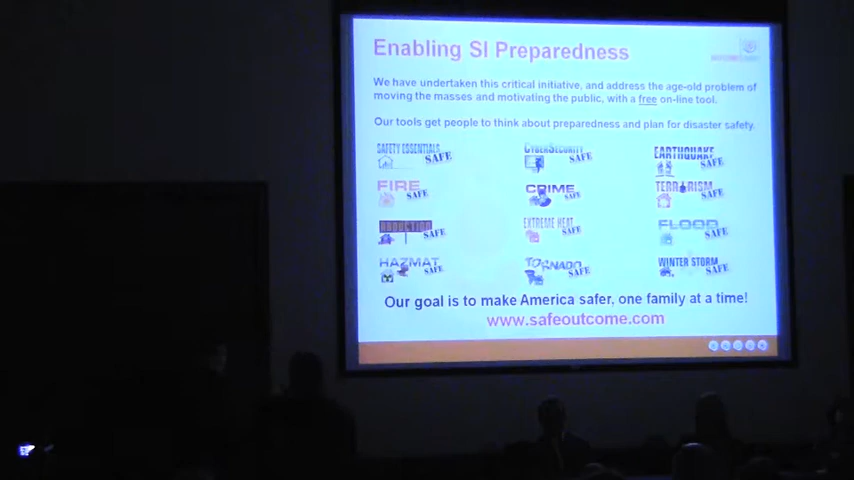 Enabling SI Preparedness
We have undertaken this critical initiative, and address the age-old problem of
moving the masses and motivating the public, with a free on-line tool.
Our tools get people to think about preparedness and plan for disaster safety.
SAFETY ESSENTIALS SAFE
CYBERSECURITY SAFE
EARTHQUAKE SAFE
FIRE SAFE
CRIME SAFE
TERRORISM SAFE
ABDUCTION SAFE
EXTREME HEAT SAFE
FLOOD SAFE
HAZMAT SAFE
TORNADO SAFE
WINTER STORM SAFE
Our goal is to make America safer, one family at a time!
www.safeoutcome.com